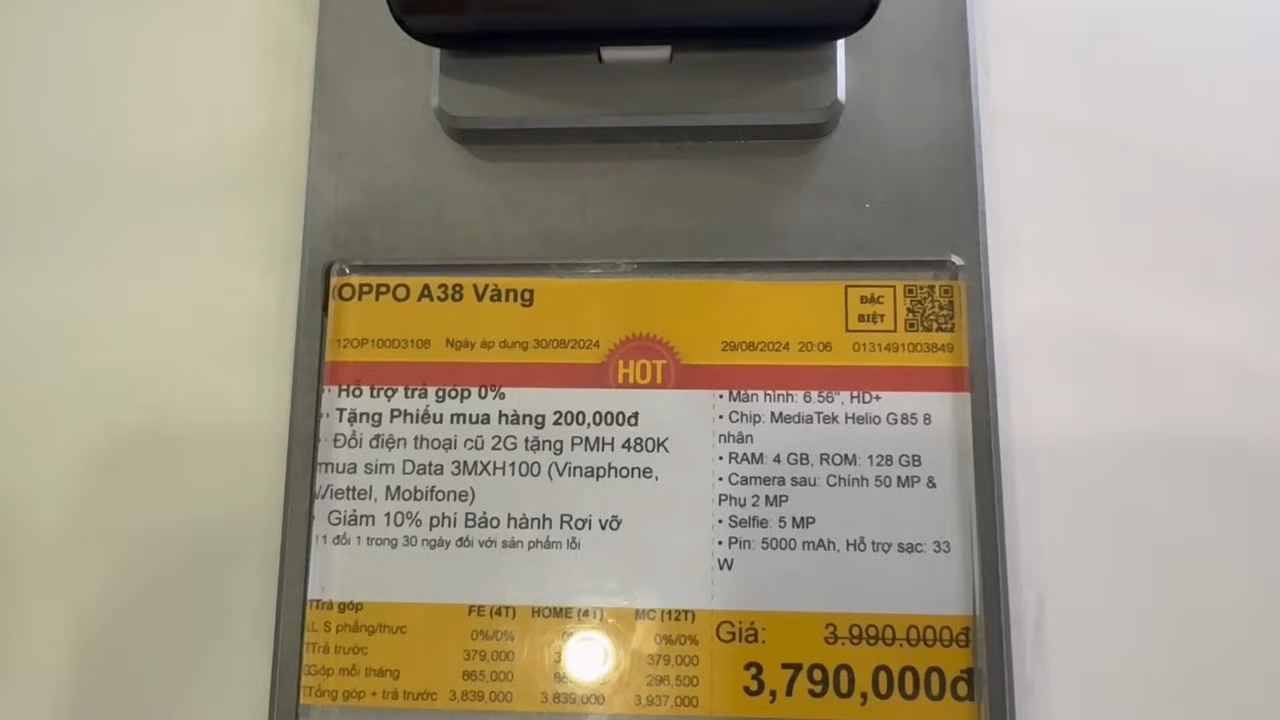 OPPO A38 Vàng
ĐẶC
BIỆT
12OP100D3108 Ngày áp dụng:30/08/2024
29/08/2024 20:06 0131491003849
HOT
Hỗ trợ trả góp 0%
Tặng Phiếu mua hàng 200,000đ
Đổi điện thoại cũ 2G tặng PMH 480K
mua sim Data 3MXH100 (Vinaphone,
Viettel, Mobifone)
Giảm 10% phí Bảo hành Rơi vỡ
1 đổi 1 trong 30 ngày đối với sản phẩm lỗi
• Màn hình: 6.56", HD+
• Chip: MediaTek Helio G85 8
nhân
• RAM: 4 GB, ROM: 128 GB
• Camera sau: Chính 50 MP &
Phụ 2 MP
• Selfie: 5 MP
• Pin: 5000 mAh, Hỗ trợ sạc: 33
W
Trả góp FE (4T) HOME (4T) MC (12T)
LS phẳng/thực 0%/0% 0%/0%
Trả trước 379,000 379,000
Góp mỗi tháng 865,000 296,500
Tổng góp + trả trước 3,839,000 3,839,000 3,937,000
Giá: 3.990.000đ
3,790,000đ